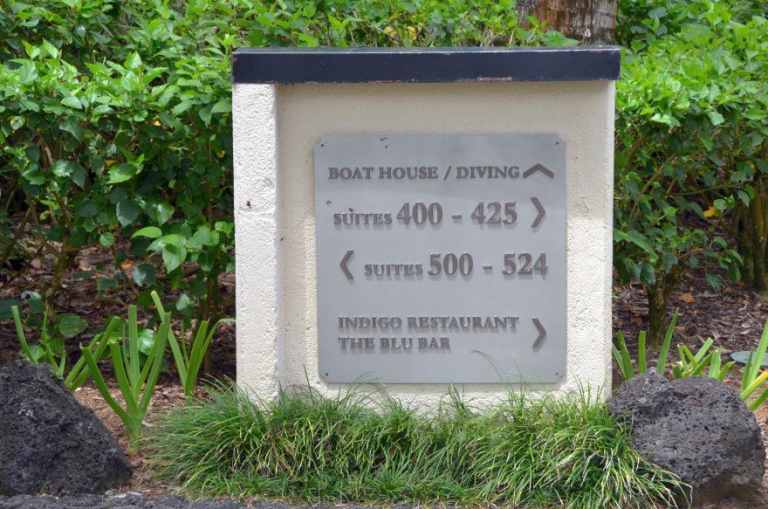 BOAT HOUSE / DIVING
SUITES 400 - 425
SUITES 500 - 524
INDIGO RESTAURANT
THE BLU BAR